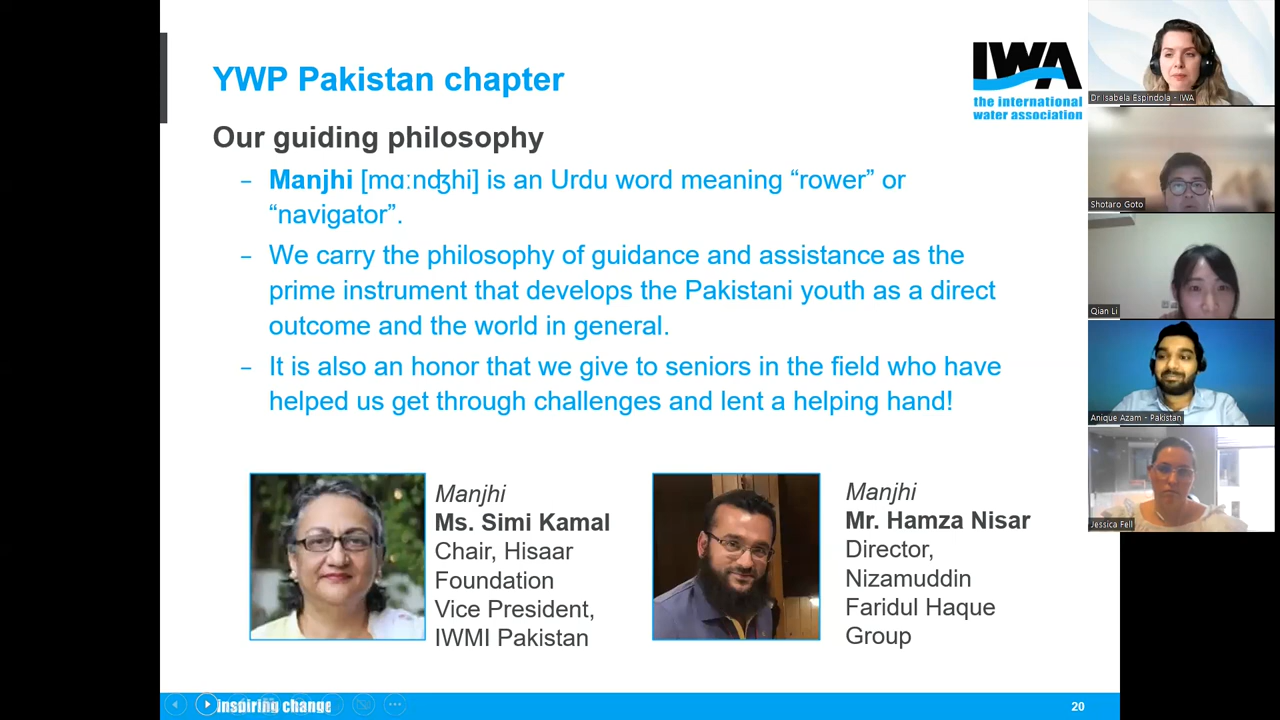 YWP Pakistan chapter
IWA
the international
water association
Our guiding philosophy
– Manjhi [mɑːnʤhi] is an Urdu word meaning “rower” or
“navigator”.
– We carry the philosophy of guidance and assistance as the
prime instrument that develops the Pakistani youth as a direct
outcome and the world in general.
– It is also an honor that we give to seniors in the field who have
helped us get through challenges and lent a helping hand!
Manjhi
Ms. Simi Kamal
Chair, Hisaar
Foundation
Vice President,
IWMI Pakistan
Manjhi
Mr. Hamza Nisar
Director,
Nizamuddin
Faridul Haque
Group
inspiring change
20
Dr Isabela Espindola - IWA
Shotaro Goto
Qian Li
Anique Azam - Pakistan
Jessica Fell